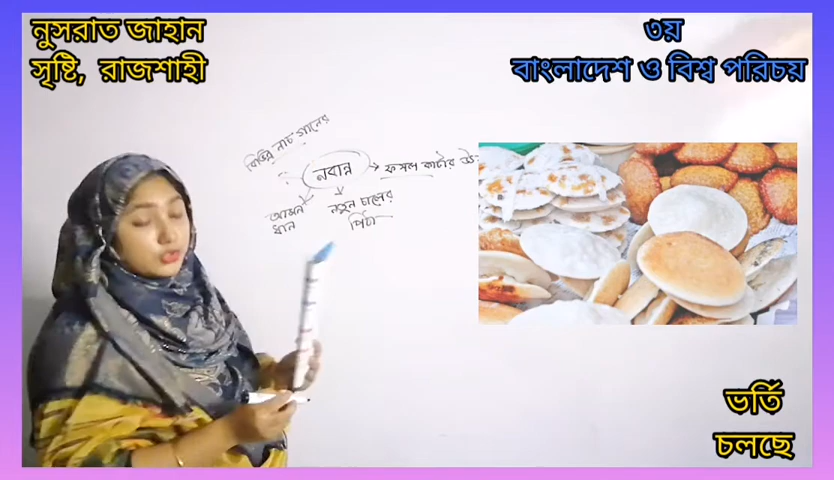 নুসরাত জাহান
সৃষ্টি, রাজশাহী
৩য়
বাংলাদেশ ও বিশ্ব পরিচয়
বিভিন্ন নাচ গানের
নবান্ন
ফসল কাটার
আমন
ধান
নতুন চালের
পিঠা
ভর্তি
চলছে